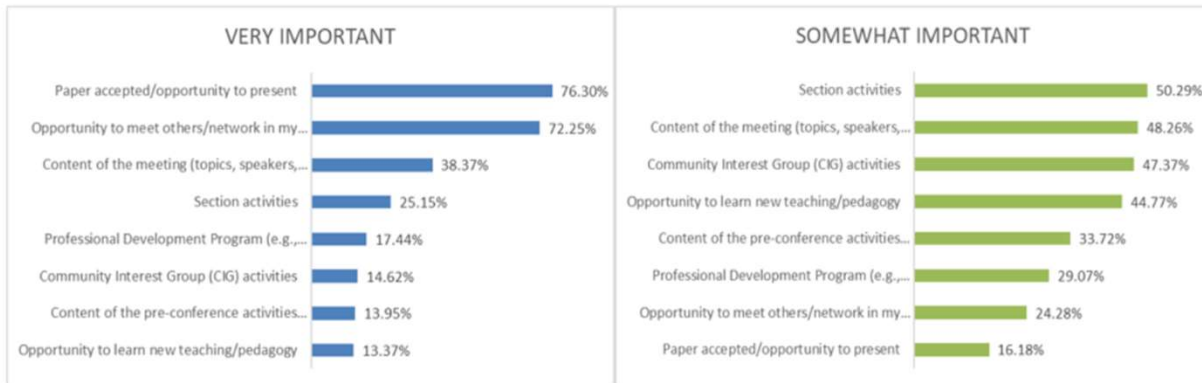 VERY IMPORTANT
Paper accepted/opportunity to present 76.30%
Opportunity to meet others/network in my... 72.25%
Content of the meeting (topics, speakers,... 38.37%
Section activities 25.15%
Professional Development Program (e.g.,... 17.44%
Community Interest Group (CIG) activities 14.62%
Content of the pre-conference activities... 13.95%
Opportunity to learn new teaching/pedagogy 13.37%
SOMEWHAT IMPORTANT
Section activities 50.29%
Content of the meeting (topics, speakers,... 48.26%
Community Interest Group (CIG) activities 47.37%
Opportunity to learn new teaching/pedagogy 44.77%
Content of the pre-conference activities... 33.72%
Professional Development Program (e.g.,... 29.07%
Opportunity to meet others/network in my... 24.28%
Paper accepted/opportunity to present 16.18%